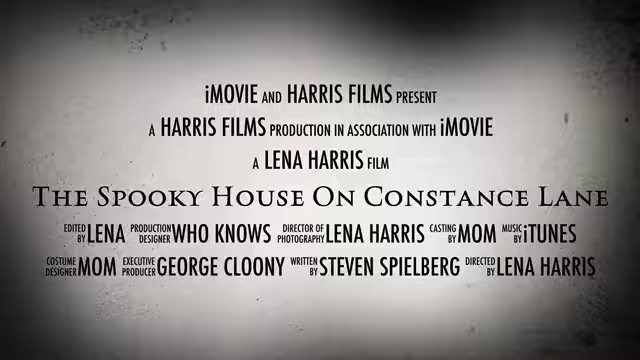 iMOVIE AND HARRIS FILMS PRESENT
A HARRIS FILMS PRODUCTION IN ASSOCIATION WITH iMOVIE
A LENA HARRIS FILM
THE SPOOKY HOUSE ON CONSTANCE LANE
EDITED BY LENA PRODUCTION DESIGNER WHO KNOWS DIRECTOR OF PHOTOGRAPHY LENA HARRIS CASTING BY MOM MUSIC BY iTUNES
COSTUME DESIGNER MOM EXECUTIVE PRODUCER GEORGE CLOONY WRITTEN BY STEVEN SPIELBERG DIRECTED BY LENA HARRIS